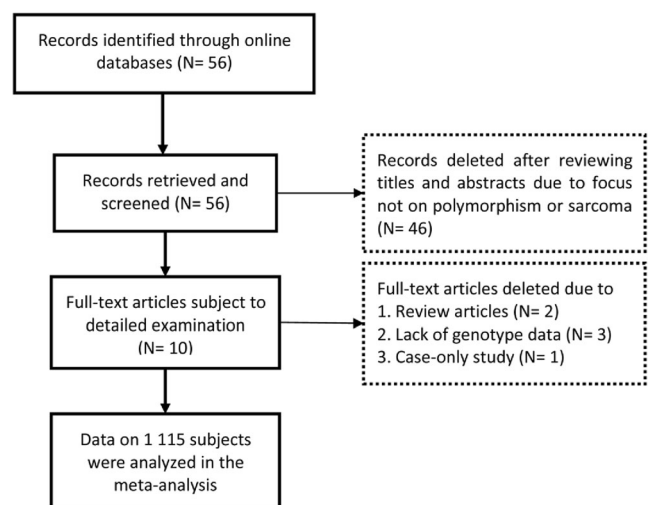 Records identified through online
databases (N= 56)
Records retrieved and
screened (N= 56)
Records deleted after reviewing
titles and abstracts due to focus
not on polymorphism or sarcoma
(N= 46)
Full-text articles subject to
detailed examination
(N= 10)
Full-text articles deleted due to
1. Review articles (N= 2)
2. Lack of genotype data (N= 3)
3. Case-only study (N= 1)
Data on 1 115 subjects
were analyzed in the
meta-analysis